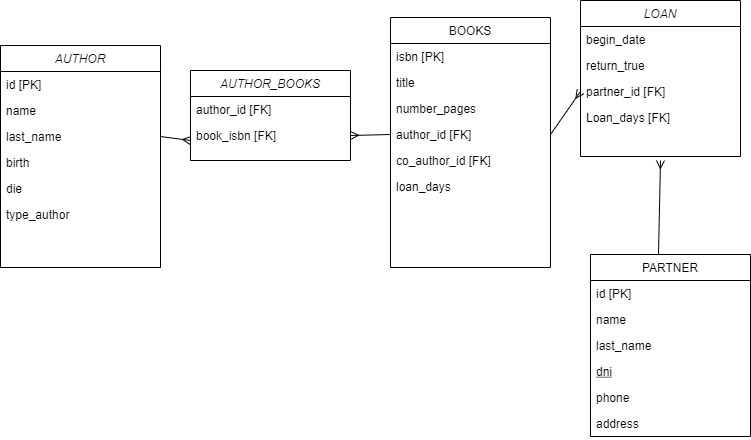 AUTHOR
id [PK]
name
last_name
birth
die
type_author
AUTHOR_BOOKS
author_id [FK]
book_isbn [FK]
BOOKS
isbn [PK]
title
number_pages
author_id [FK]
co_author_id [FK]
loan_days
LOAN
begin_date
return_true
partner_id [FK]
Loan_days [FK]
PARTNER
id [PK]
name
last_name
dni
phone
address